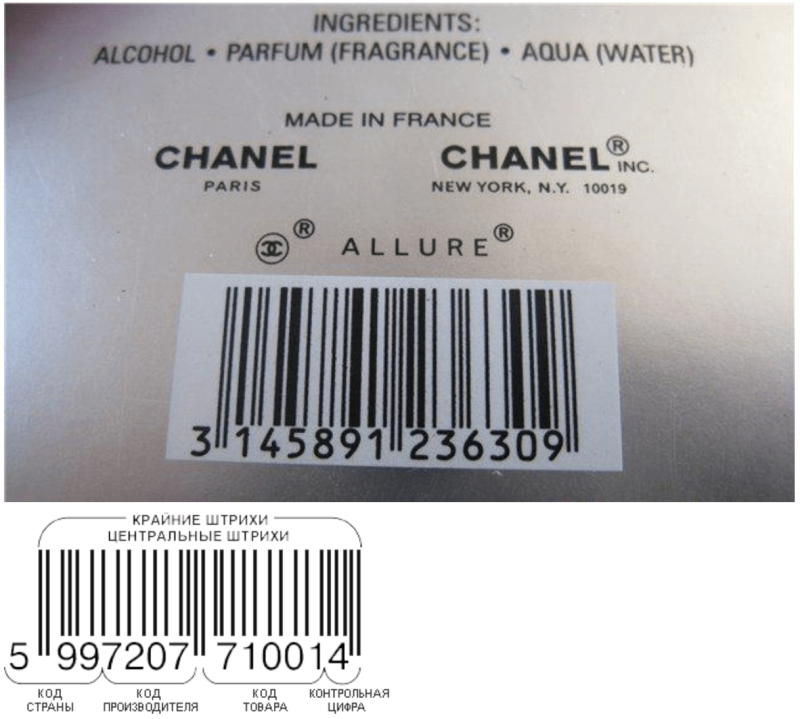 INGREDIENTS:
ALCOHOL • PARFUM (FRAGRANCE) • AQUA (WATER)
MADE IN FRANCE
CHANEL CHANEL® INC.
PARIS NEW YORK, N.Y. 10019
® ALLURE®
3 145891 236309
КРАЙНИЕ ШТРИХИ
ЦЕНТРАЛЬНЫЕ ШТРИХИ
5 997207 710014
КОД СТРАНЫ
КОД ПРОИЗВОДИТЕЛЯ
КОД ТОВАРА
КОНТРОЛЬНАЯ ЦИФРА